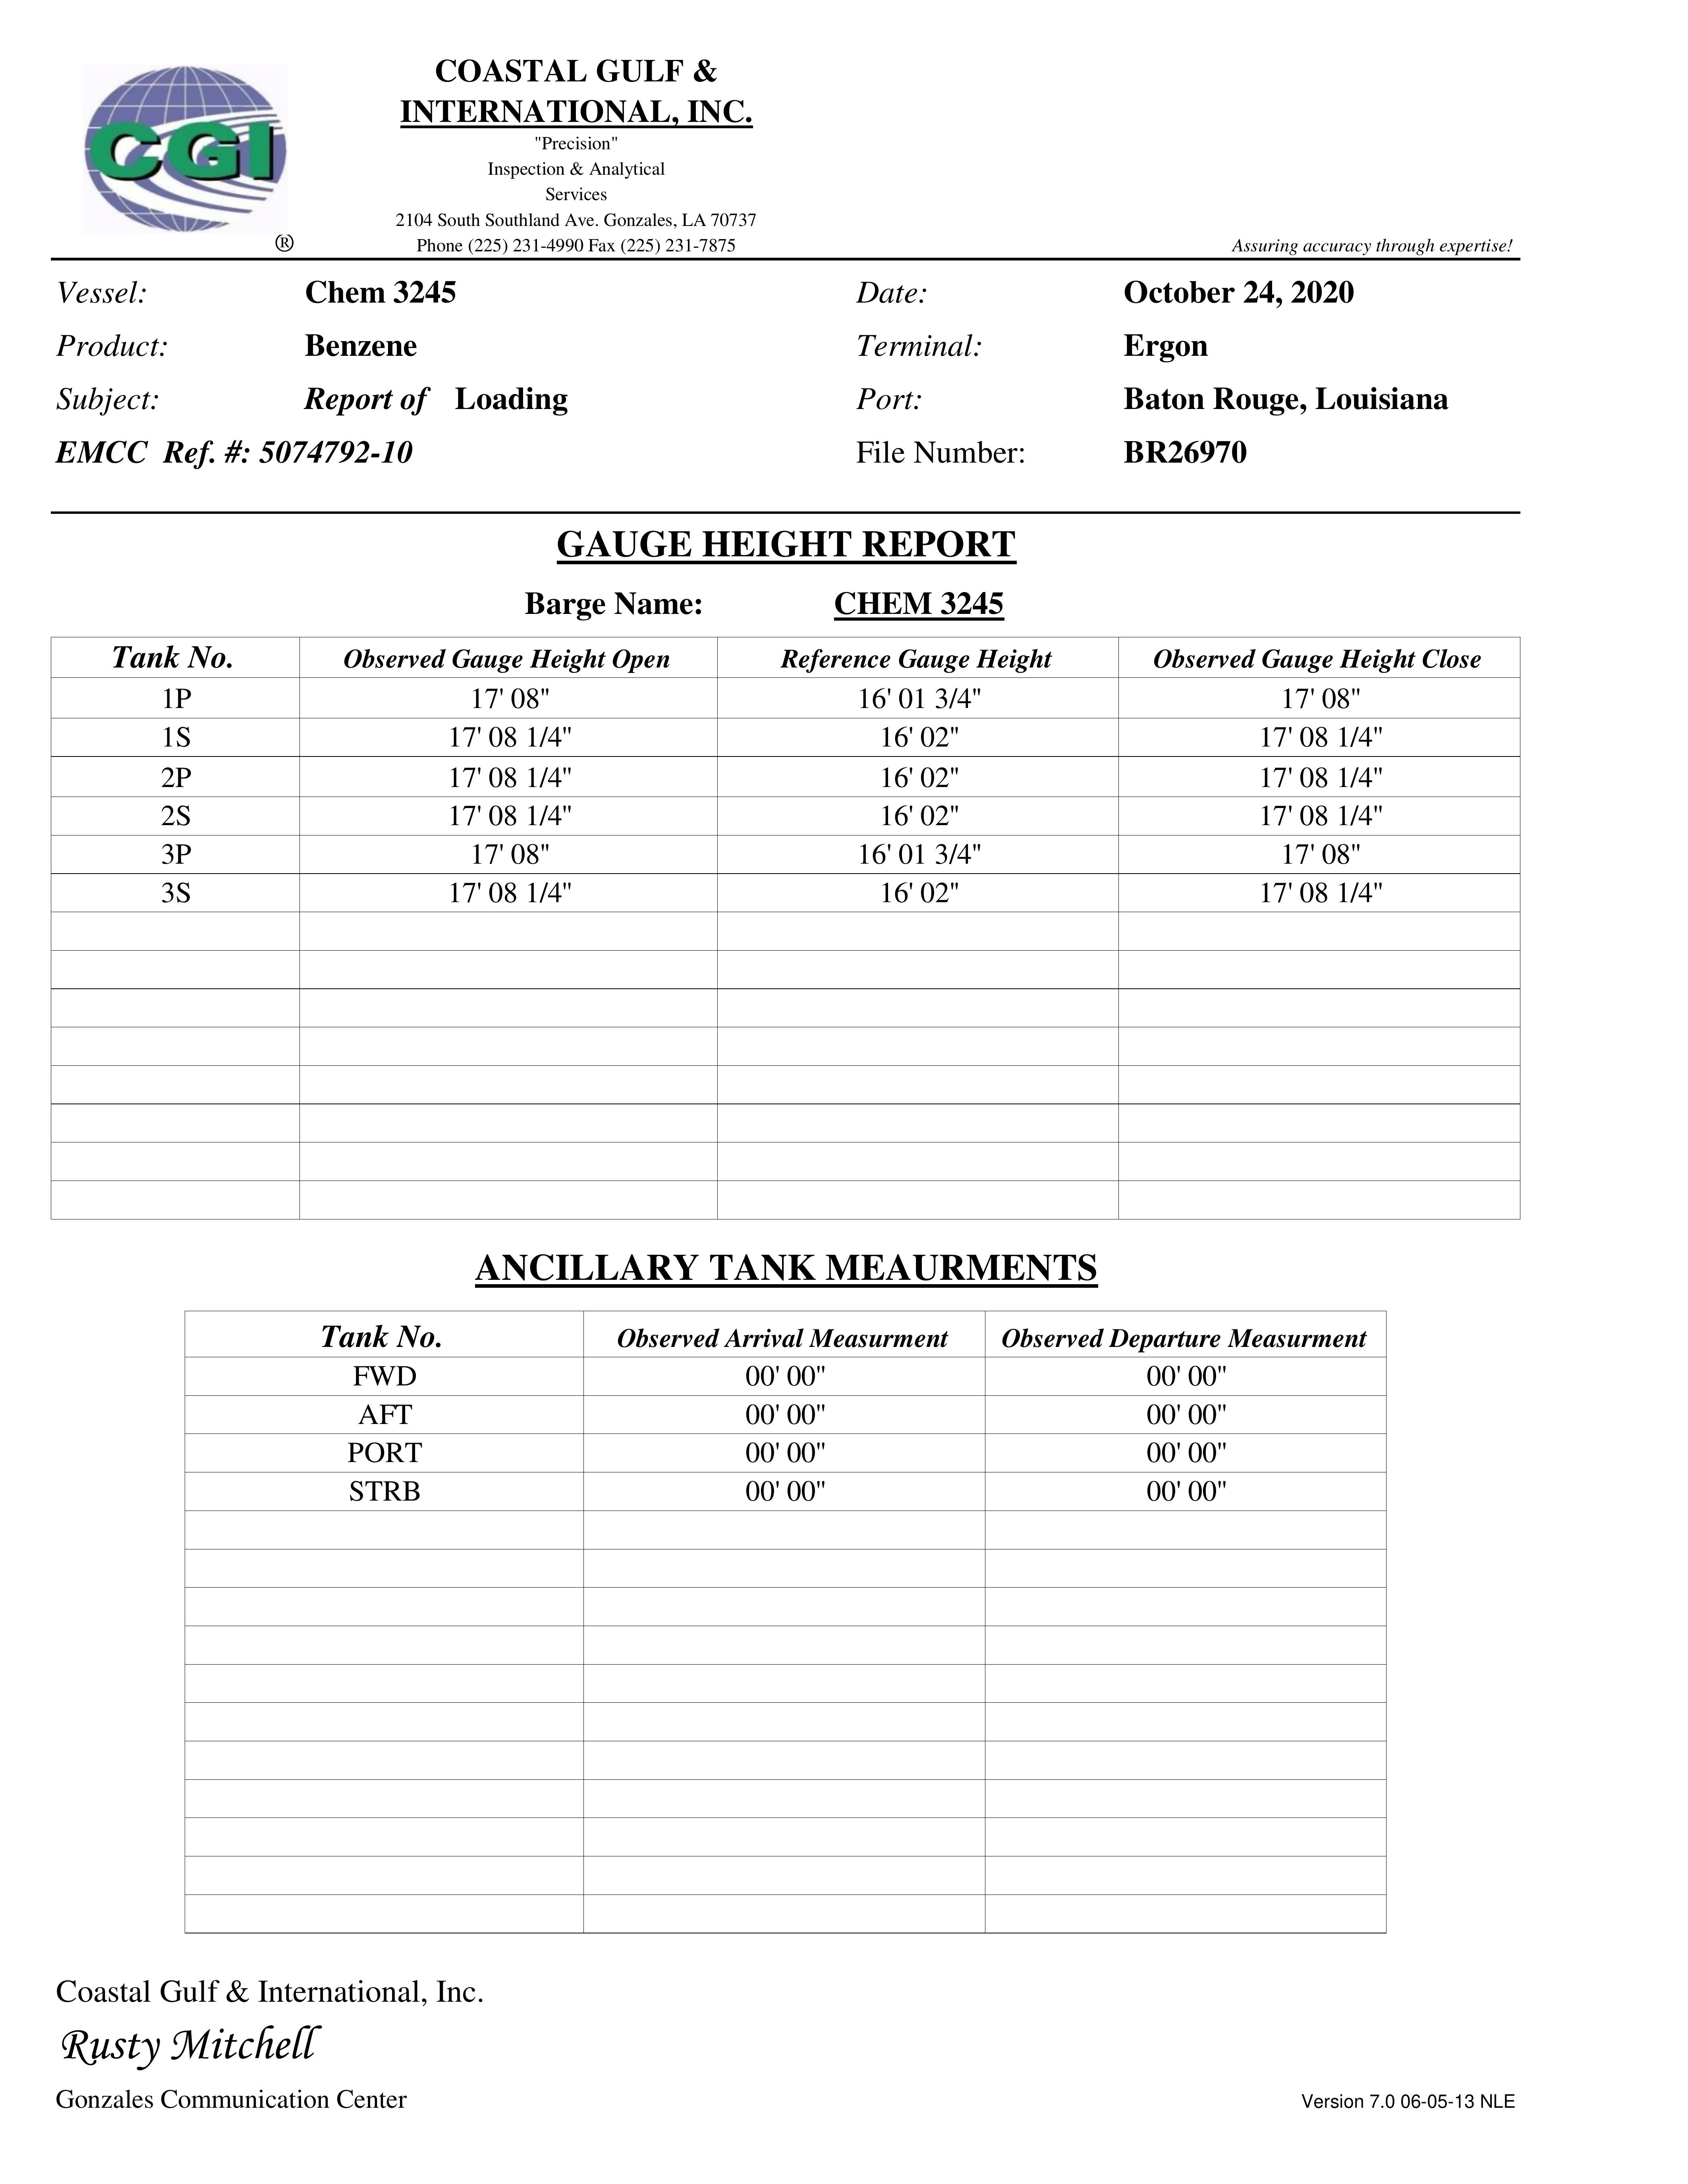 CGI
®
COASTAL GULF &
INTERNATIONAL, INC.
"Precision"
Inspection & Analytical
Services
2104 South Southland Ave. Gonzales, LA 70737
Phone (225) 231-4990 Fax (225) 231-7875
Assuring accuracy through expertise!
Vessel: Chem 3245 Date: October 24, 2020
Product: Benzene Terminal: Ergon
Subject: Report of Loading Port: Baton Rouge, Louisiana
EMCC Ref. #: 5074792-10 File Number: BR26970
GAUGE HEIGHT REPORT
Barge Name: CHEM 3245
Tank No. Observed Gauge Height Open Reference Gauge Height Observed Gauge Height Close
1P 17' 08" 16' 01 3/4" 17' 08"
1S 17' 08 1/4" 16' 02" 17' 08 1/4"
2P 17' 08 1/4" 16' 02" 17' 08 1/4"
2S 17' 08 1/4" 16' 02" 17' 08 1/4"
3P 17' 08" 16' 01 3/4" 17' 08"
3S 17' 08 1/4" 16' 02" 17' 08 1/4"
ANCILLARY TANK MEAURMENTS
Tank No. Observed Arrival Measurment Observed Departure Measurment
FWD 00' 00" 00' 00"
AFT 00' 00" 00' 00"
PORT 00' 00" 00' 00"
STRB 00' 00" 00' 00"
Coastal Gulf & International, Inc.
Rusty Mitchell
Gonzales Communication Center
Version 7.0 06-05-13 NLE